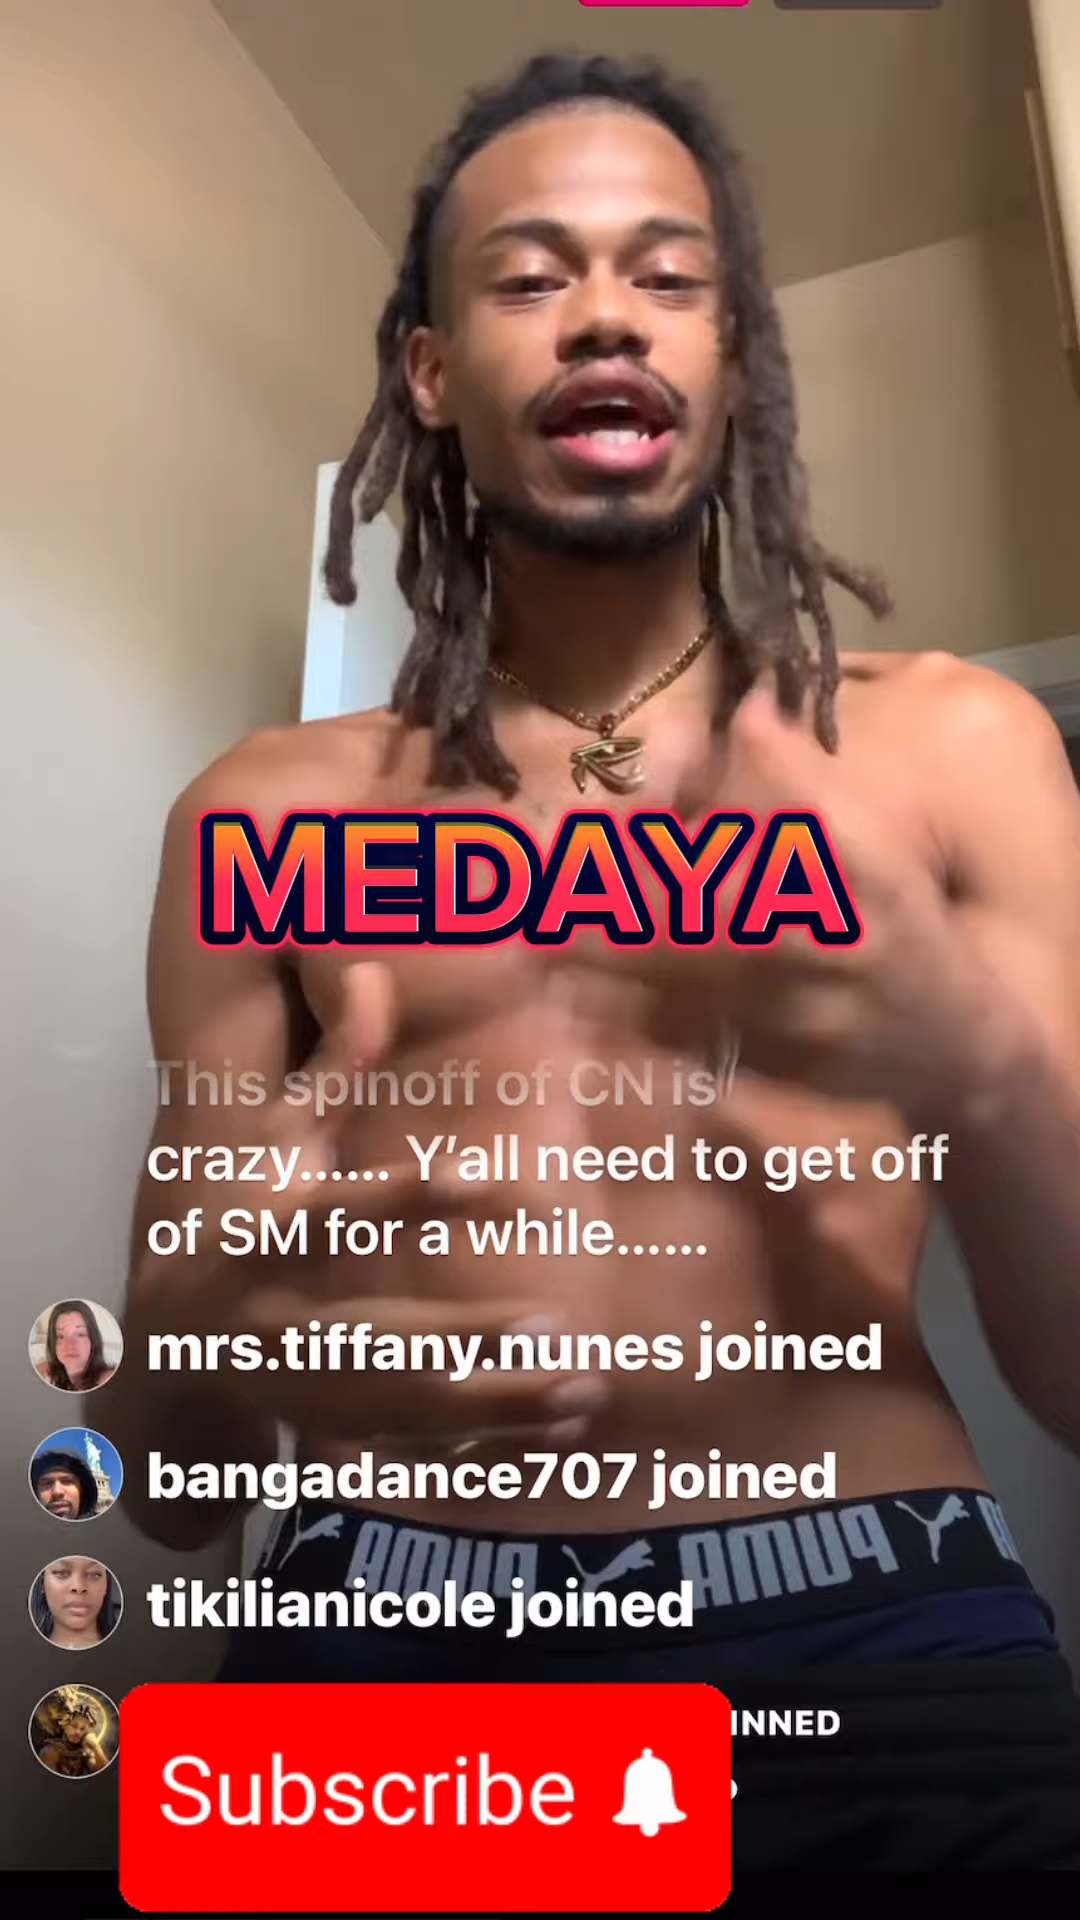 MEDAYA
This spinoff of CN is
crazy...... Y'all need to get off
of SM for a while......
mrs.tiffany.nunes joined
bangadance707 joined
PUMA PUMA
tikilianicole joined
INNED
Subscribe